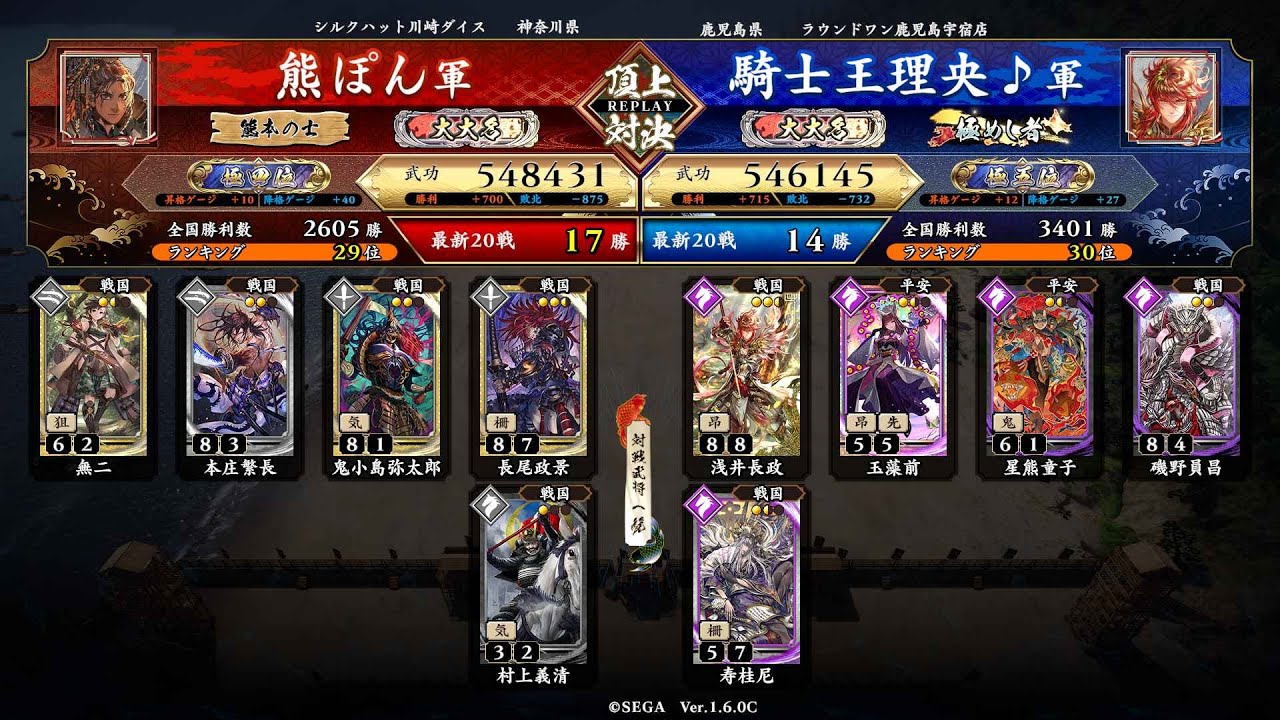 シルクハット川崎ダイス 神奈川県
鹿児島県 ラウンドワン鹿児島宇宿店
熊ぽん軍
頂上
REPLAY
対決
騎士王理央♪軍
熊本の士
大大名
大大名
極めし者
極四位
昇格ゲージ +10 降格ゲージ +40
武功 548431
勝利 +700 敗北 -875
武功 546145
勝利 +715 敗北 -732
極五位
昇格ゲージ +12 降格ゲージ +27
全国勝利数 2605勝
ランキング 29位
最新20戦 17勝
最新20戦 14勝
全国勝利数 3401勝
ランキング 30位
戦国
狙
6 2
無二
戦国
8 3
本庄繁長
戦国
気
8 1
鬼小島弥太郎
戦国
柵
8 7
長尾政景
戦国
気
3 2
村上義清
対戦武将一覧
戦国
昂
8 8
浅井長政
平安
昂 先
5 5
玉藻前
平安
鬼
6 1
星熊童子
戦国
8 4
磯野員昌
戦国
柵
5 7
寿桂尼
©SEGA Ver.1.6.0C